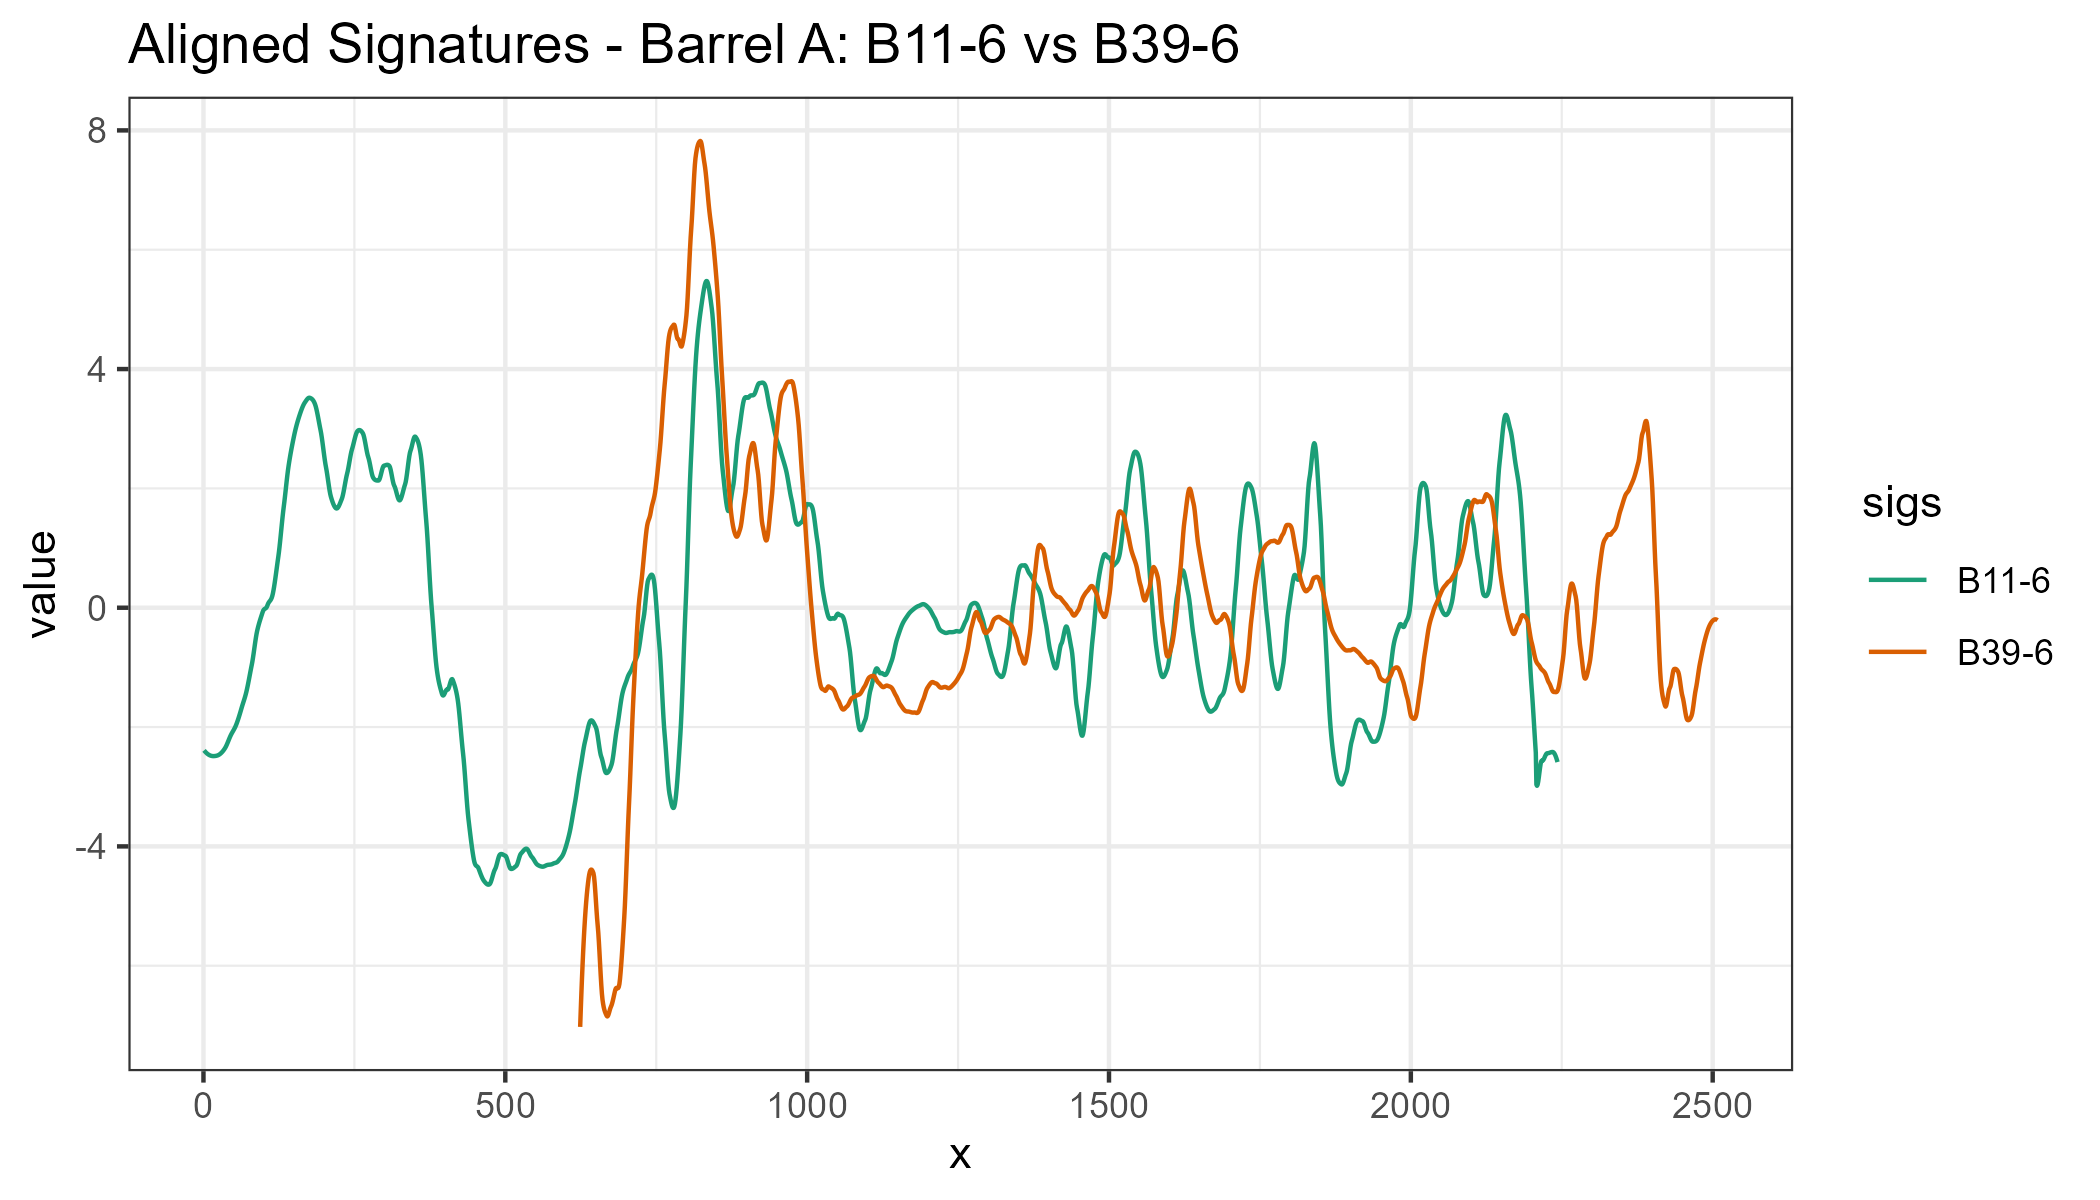 Aligned Signatures - Barrel A: B11-6 vs B39-6
8
4
0
-4
value
0 500 1000 1500 2000 2500
x
sigs
B11-6
B39-6